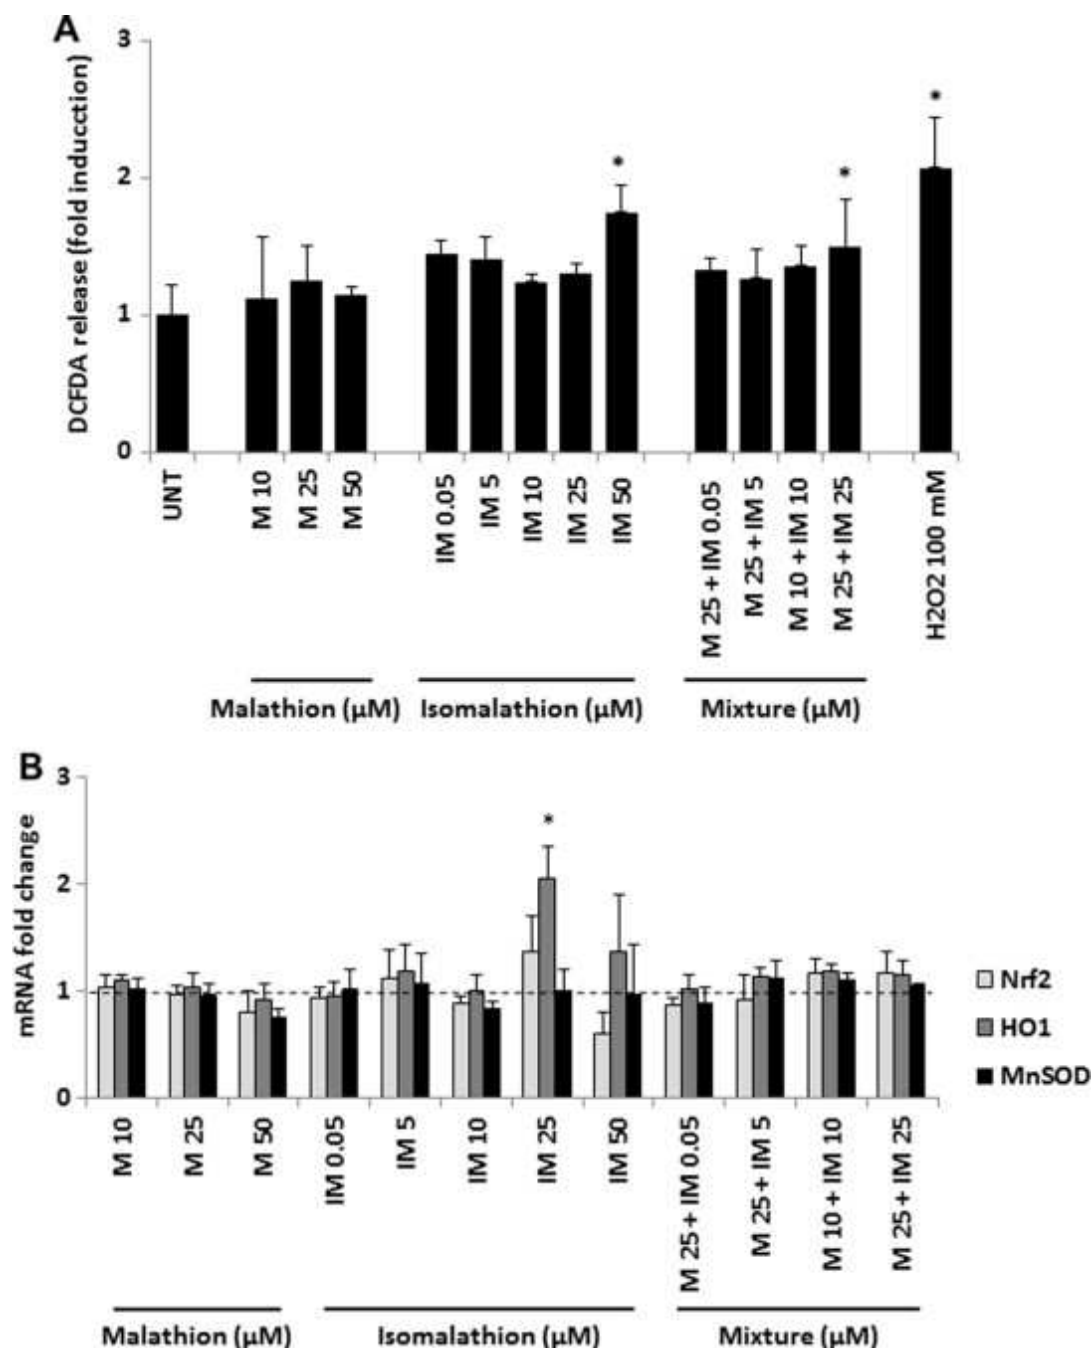 A
DCFDA release (fold inducction)
3
2
1
0
*
*
*
UNT
M 10
M 25
M 50
IM 0.05
IM 5
IM 10
IM 25
IM 50
M 25 + IM 0.05
M 25 + IM 5
M 10 + IM 10
M 25 + IM 25
H2O2 100 mM
Malathion (μM)
Isomalathion (μM)
Mixture (μM)
B
mRNA fold change
3
2
1
0
*
Nrf2
HO1
MnSOD
M 10
M 25
M 50
IM 0.05
IM 5
IM 10
IM 25
IM 50
M 25+ IM 0.05
M 25+ IM 5
M 10+ IM 10
M 25+ IM 25
Malathion (μM)
Isomalathion (μM)
Mixture (μM)